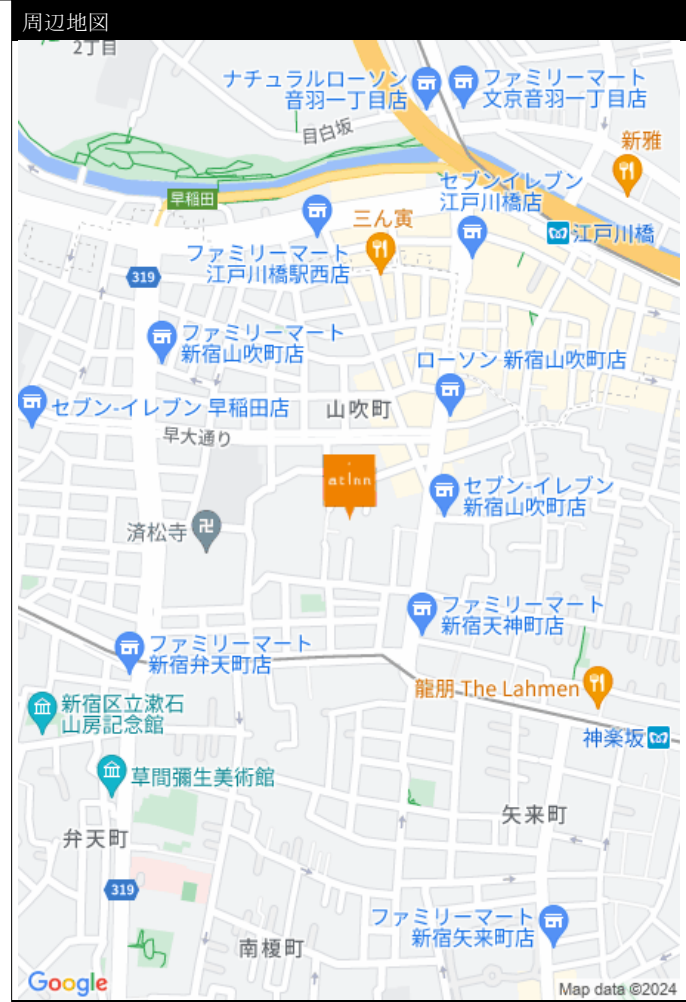 周辺地図
2丁目
ナチュラルローソン
音羽一丁目店
ファミリーマート
文京音羽一丁目店
目白坂
新雅
セブンイレブン
江戸川橋店
早稲田
三ん寅
江戸川橋
ファミリーマート
江戸川橋駅西店
319
ファミリーマート
新宿山吹町店
ローソン 新宿山吹町店
セブン-イレブン 早稲田店
山吹町
早大通り
at inn
セブン-イレブン
新宿山吹町店
済松寺
卍
ファミリーマート
新宿天神町店
ファミリーマート
新宿弁天町店
龍朋 The Lahmen
新宿区立漱石
山房記念館
神楽坂
草間彌生美術館
矢来町
弁天町
319
ファミリーマート
新宿矢来町店
南榎町
Google
Map data ©2024